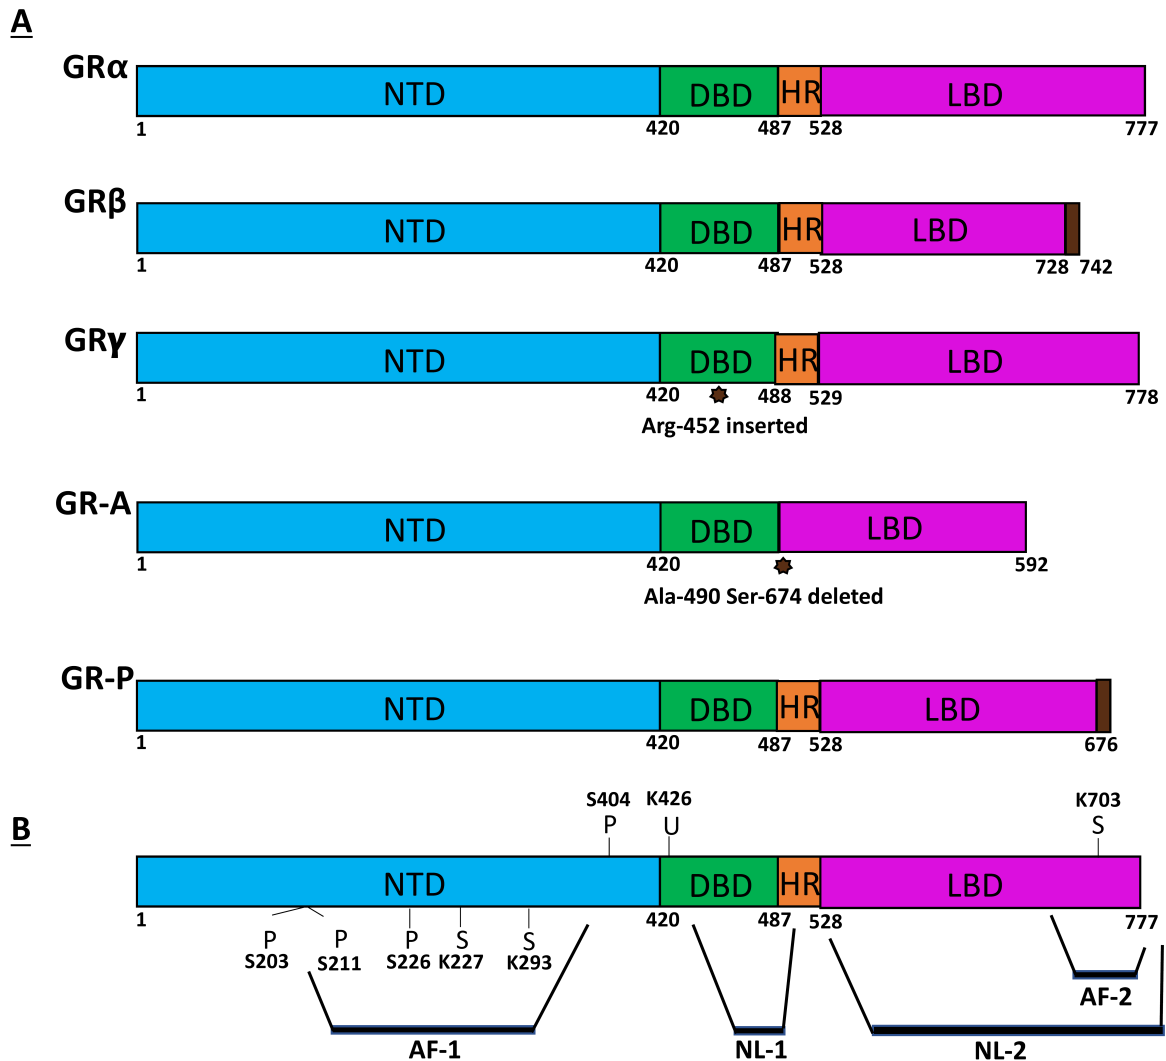 A
GRα
NTD DBD HR LBD
1 420 487 528 777
GRβ
NTD DBD HR LBD
1 420 487 528 728 742
GRγ
NTD DBD HR LBD
1 420 488 529 778
Arg-452 inserted
GR-A
NTD DBD LBD
1 420 592
Ala-490 Ser-674 deleted
GR-P
NTD DBD HR LBD
1 420 487 528 676
B
S404 K426 K703
P U S
NTD DBD HR LBD
1 420 487 528 777
P P P S S
S203 S211 S226 K227 K293
AF-2
AF-1 NL-1 NL-2